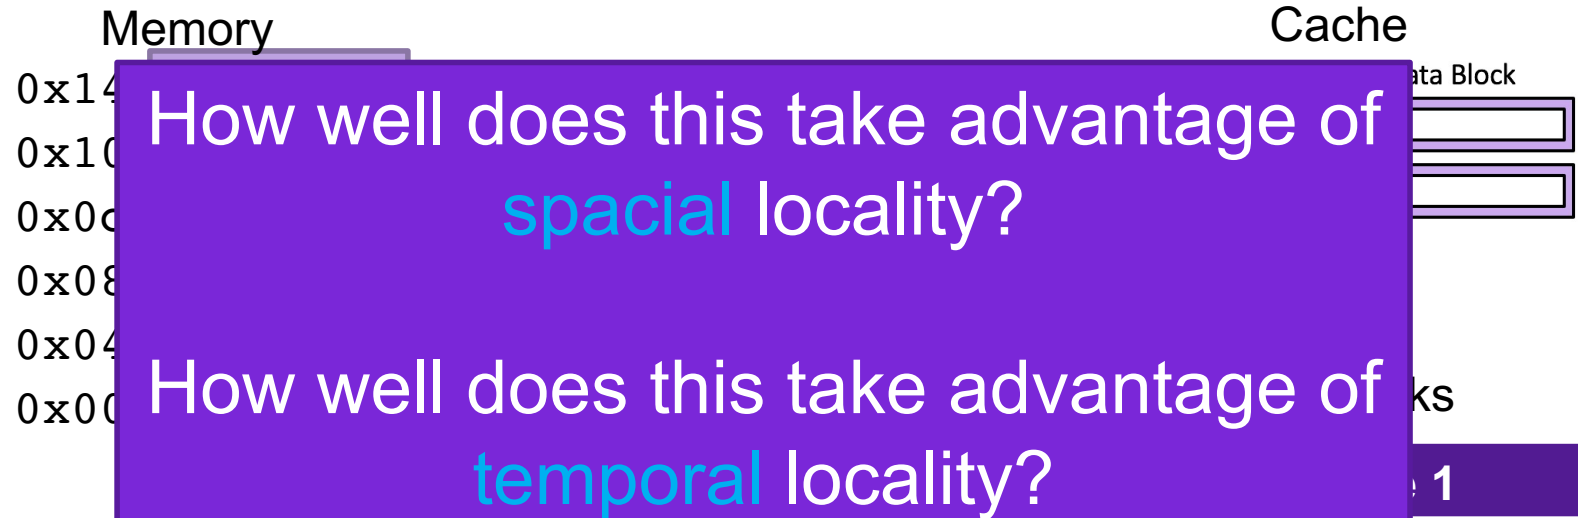 Memory
Cache
0x14
ata Block
How well does this take advantage of
0x10
spacial locality?
0x0c
0x08
0x04
How well does this take advantage of
0x00
ks
temporal locality?
1